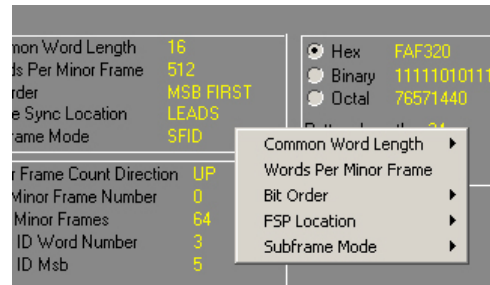 mon Word Length 16
ds Per Minor Frame 512
rder MSB FIRST
e Sync Location LEADS
rame Mode SFID
Hex FAF320
Binary 11111010111
Octal 76571440
Common Word Length
Words Per Minor Frame
Bit Order
FSP Location
Subframe Mode
r Frame Count Direction UP
Minor Frame Number 0
Minor Frames 64
ID Word Number 3
ID Msb 5